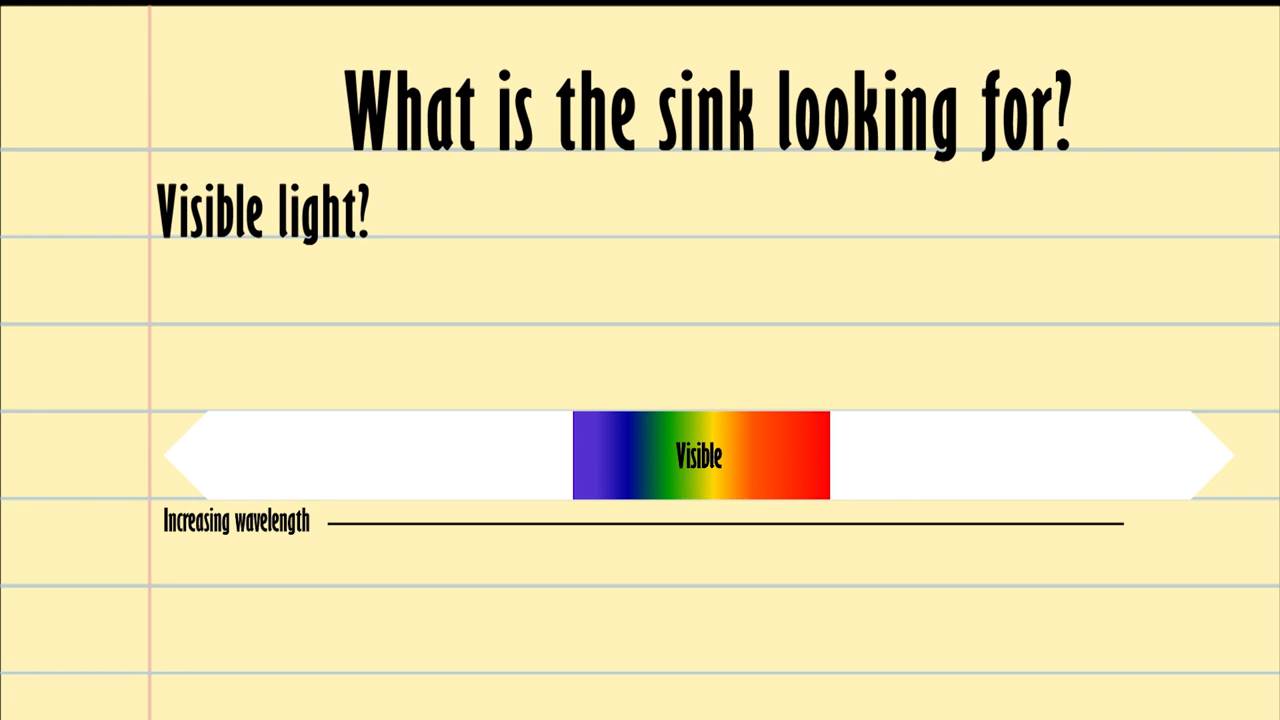 What is the sink looking for?
Visible light?
Visible
Increasing wavelength